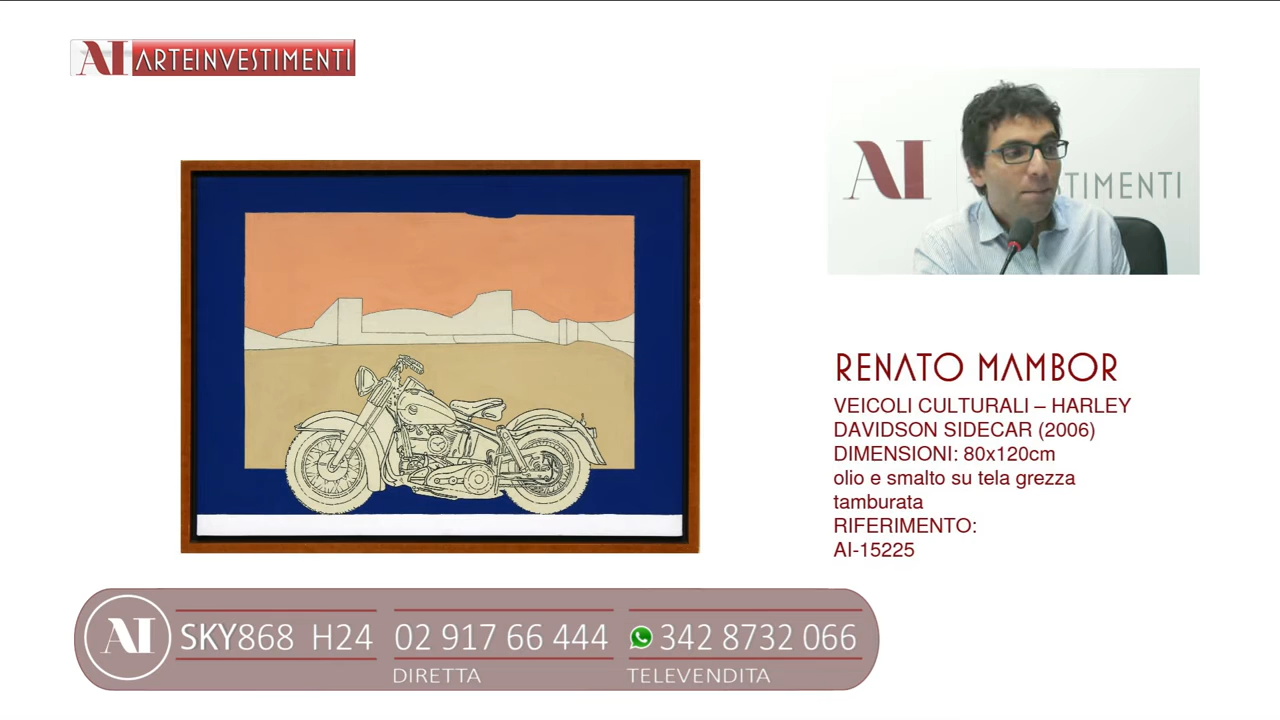 AI ARTEINVESTIMENTI
AI STIMENTI
RENATO MAMBOR
VEICOLI CULTURALI – HARLEY
DAVIDSON SIDECAR (2006)
DIMENSIONI: 80x120cm
olio e smalto su tela grezza
tamburata
RIFERIMENTO:
AI-15225
AI SKY868 H24 02 917 66 444 342 8732 066
DIRETTA TELEVENDITA